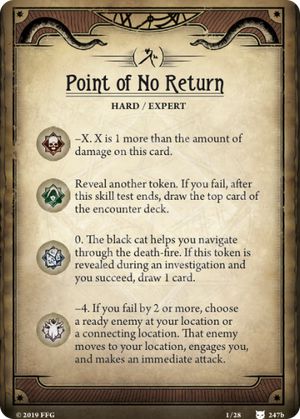 Point of No Return
HARD / EXPERT
–X. X is 1 more than the amount of
damage on this card.
Reveal another token. If you fail, after
this skill test ends, draw the top card of
the encounter deck.
0. The black cat helps you navigate
through the death-fire. If this token is
revealed during an investigation and
you succeed, draw 1 card.
–4. If you fail by 2 or more, choose
a ready enemy at your location or
a connecting location. That enemy
moves to your location, engages you,
and makes an immediate attack.
© 2019 FFG 1/28 247b